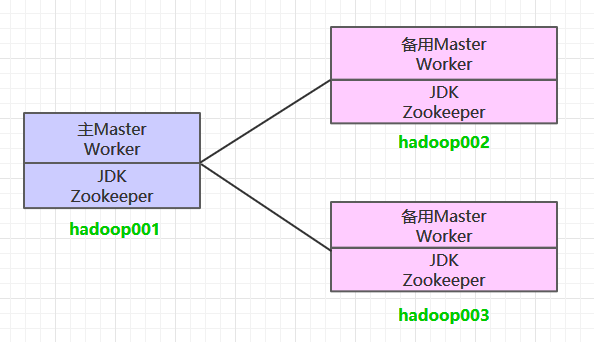 主Master
Worker
JDK
Zookeeper
hadoop001
备用Master
Worker
JDK
Zookeeper
hadoop002
备用Master
Worker
JDK
Zookeeper
hadoop003